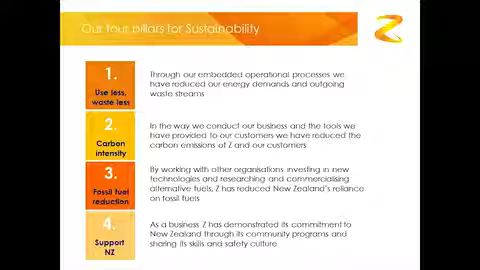 Our four pillars for Sustainability
Z
1.
Use less,
waste less
Through our embedded operational processes we
have reduced our energy demands and outgoing
waste streams
2.
Carbon
intensity
In the way we conduct our business and the tools we
have provided to our customers we have reduced the
carbon emissions of Z and our customers
3.
Fossil fuel
reduction
By working with other organisations investing in new
technologies and researching and commercialising
alternative fuels, Z has reduced New Zealand's reliance
on fossil fuels
4.
Support
NZ
As a business Z has demonstrated its commitment to
New Zealand through its community programs and
sharing its skills and safety culture